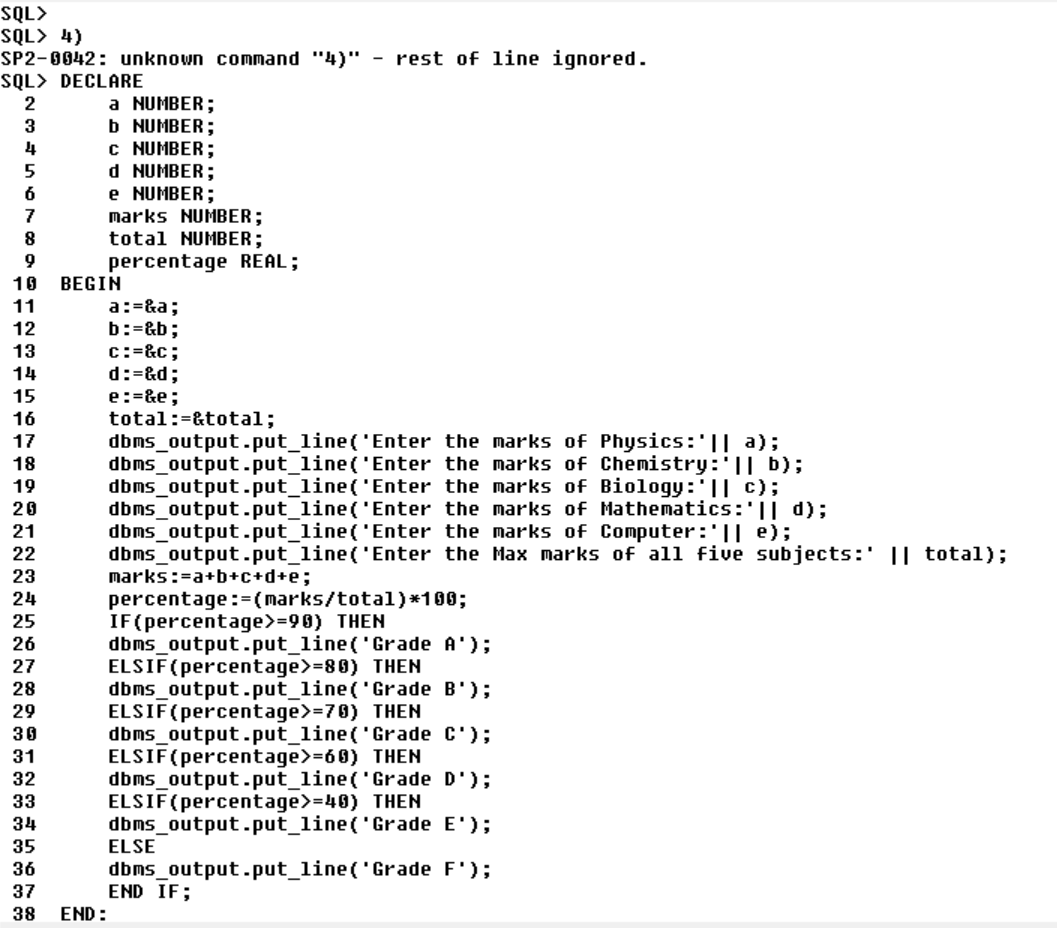 SQL>
SQL> 4)
SP2-0042: unknown command "4)" - rest of line ignored.
SQL> DECLARE
  2      a NUMBER;
  3      b NUMBER;
  4      c NUMBER;
  5      d NUMBER;
  6      e NUMBER;
  7      marks NUMBER;
  8      total NUMBER;
  9      percentage REAL;
 10  BEGIN
 11      a:=&a;
 12      b:=&b;
 13      c:=&c;
 14      d:=&d;
 15      e:=&e;
 16      total:=&total;
 17      dbms_output.put_line('Enter the marks of Physics:'|| a);
 18      dbms_output.put_line('Enter the marks of Chemistry:'|| b);
 19      dbms_output.put_line('Enter the marks of Biology:'|| c);
 20      dbms_output.put_line('Enter the marks of Mathematics:'|| d);
 21      dbms_output.put_line('Enter the marks of Computer:'|| e);
 22      dbms_output.put_line('Enter the Max marks of all five subjects:' || total);
 23      marks:=a+b+c+d+e;
 24      percentage:=(marks/total)*100;
 25      IF(percentage>=90) THEN
 26      dbms_output.put_line('Grade A');
 27      ELSIF(percentage>=80) THEN
 28      dbms_output.put_line('Grade B');
 29      ELSIF(percentage>=70) THEN
 30      dbms_output.put_line('Grade C');
 31      ELSIF(percentage>=60) THEN
 32      dbms_output.put_line('Grade D');
 33      ELSIF(percentage>=40) THEN
 34      dbms_output.put_line('Grade E');
 35      ELSE
 36      dbms_output.put_line('Grade F');
 37      END IF;
 38  END: